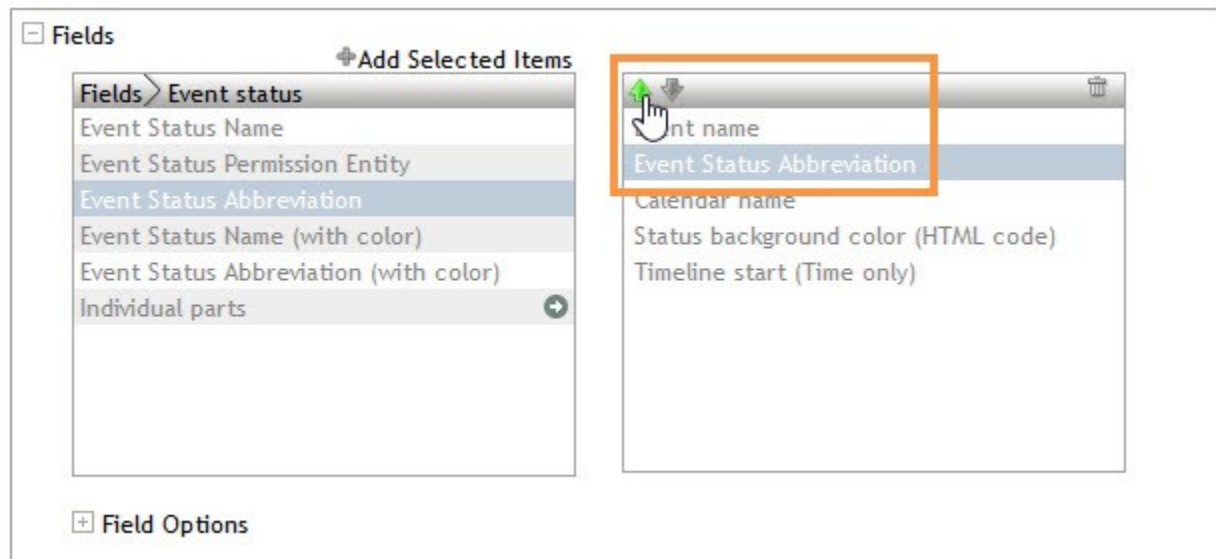 Fields
Add Selected Items
Fields Event status
Event Status Name
Event Status Permission Entity
Event Status Abbreviation
Event Status Name (with color)
Event Status Abbreviation (with color)
Individual parts
name
Event Status Abbreviation
Calendar name
Status background color (HTML code)
Timeline start (Time only)
Field Options